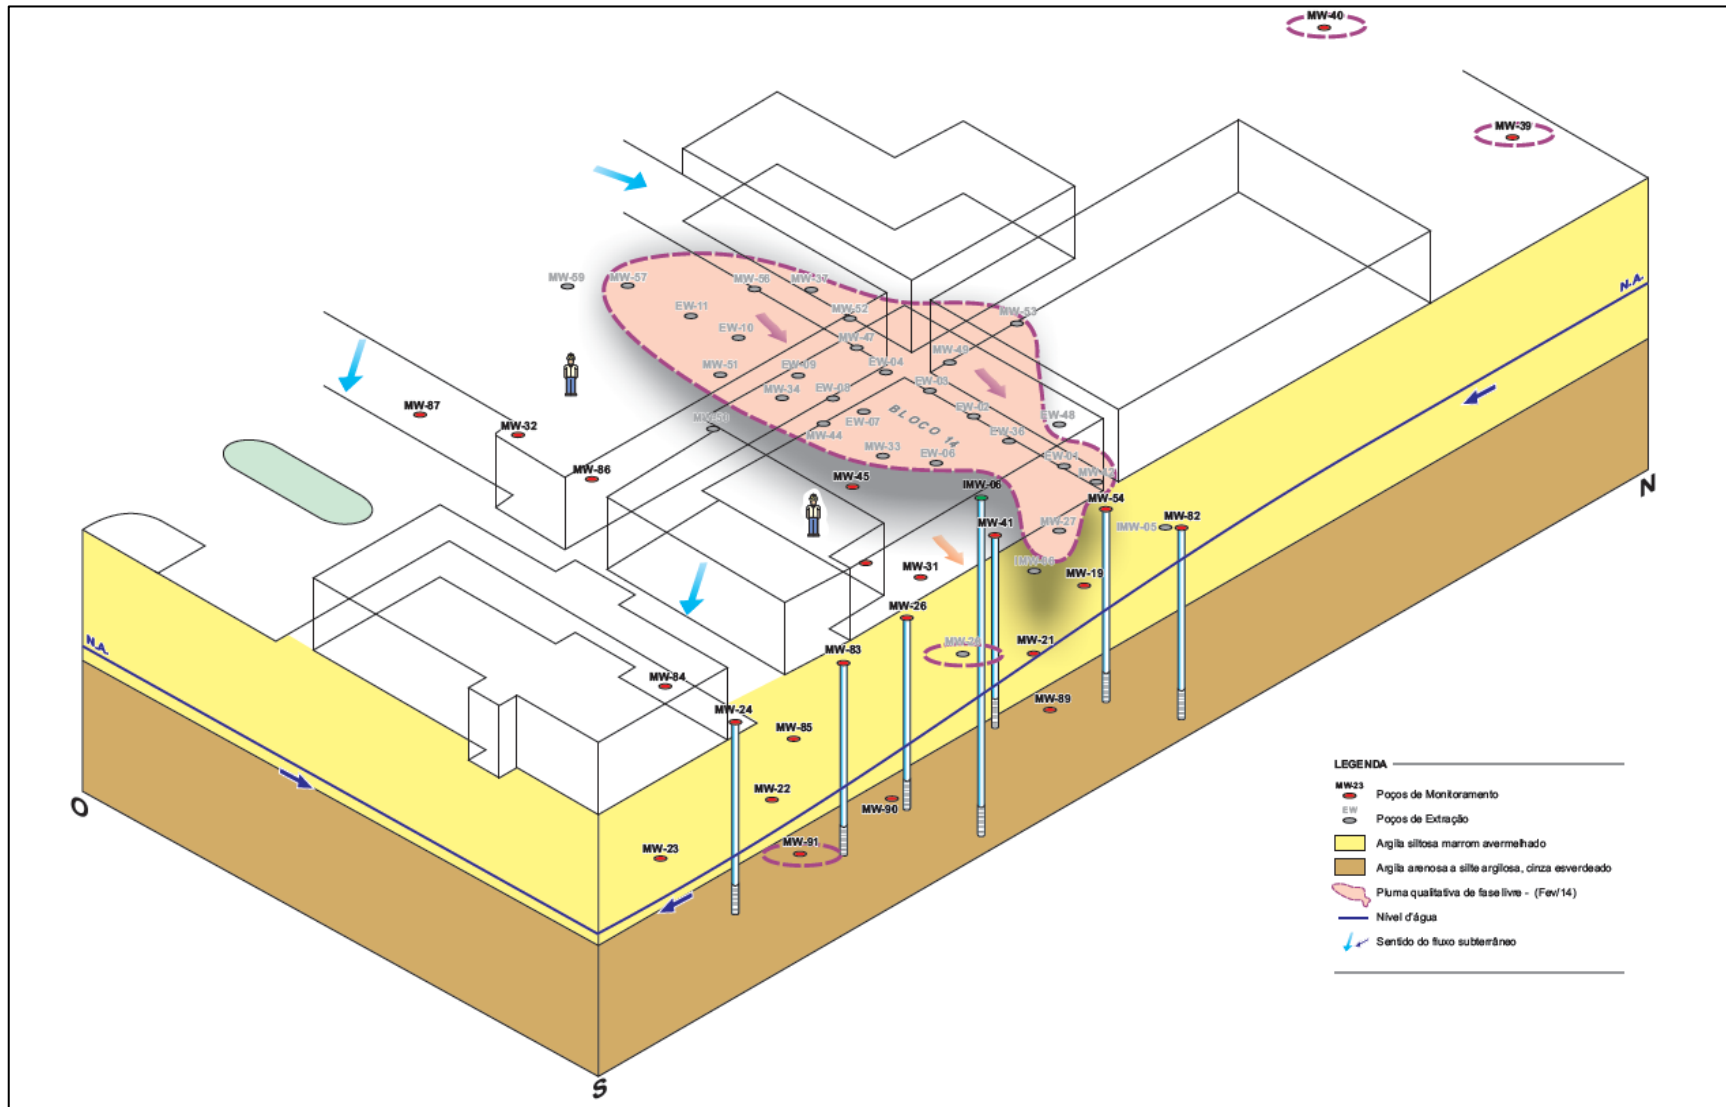 MW-40
MW-39
MW-59
MW-57
MW-56
MW-37
N.A.
EW-11
MW-52
MW-53
EW-10
MW-47
MW-49
MW-51
EW-09
EW-04
MW-34
EW-08
EW-03
MW-87
EW-02
EW-48
MW-32
BLOCO 14
EW-07
MW-44
EW-36
MW-33
EW-06
EW-01
MW-86
MW-45
MW-42
IMW-06
MW-54
N
MW-41
MW-27
IMW-05
MW-82
MW-31
MW-19
MW-26
N.A.
MW-83
MW-21
MW-84
MW-24
MW-89
MW-85
MW-22
MW-90
O
MW-23
MW-91
S
LEGENDA
MW-23
Poços de Monitoramento
EW
Poços de Extração
Argila siltosa marrom avermelhado
Argila arenosa a silte argilosa, cinza esverdeado
Pluma qualitativa de fase livre - (Fev/14)
Nível d'água
Sentido do fluxo subterrâneo